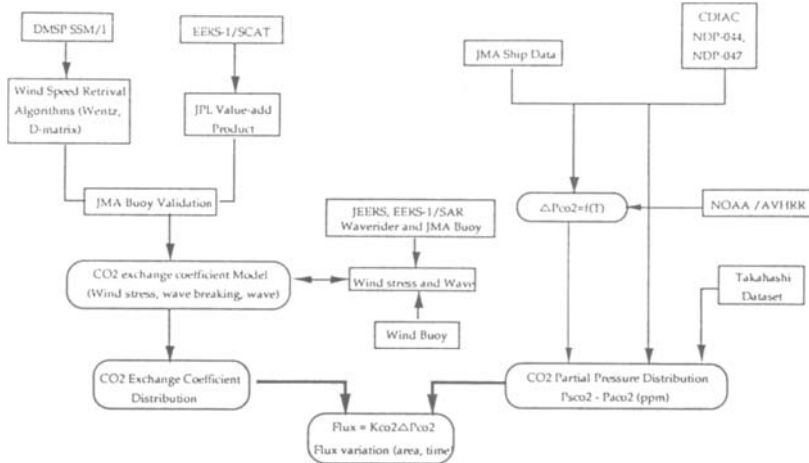 DMSP SSM/I
EEKS-1/SCAT
JMA Ship Data
CDIAC
NDP-044,
NDP-047
Wind Speed Retrival
Algorithms (Wentz,
D-matrix)
JPL Value-add
Product
JMA Buoy Validation
JEERS, EEKS-1/SAR
Waverider and JMA Buoy
△Pco2=f(T)
NOAA /AVHRR
CO2 exchange coefficient Model
(Wind stress, wave breaking, wave)
Wind stress and Wave
Takahashi
Dataset
Wind Buoy
CO2 Exchange Coefficient
Distribution
CO2 Partial Pressure Distribution
Psco2 - Paco2 (ppm)
Flux = Kco2△Pco2
Flux variation (area, time